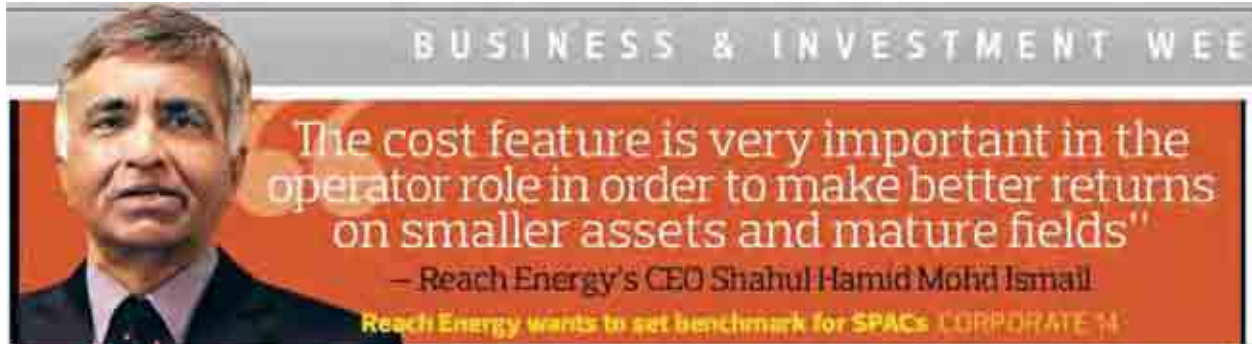 BUSINESS & INVESTMENT WEE
The cost feature is very important in the
operator role in order to make better returns
on smaller assets and mature fields"
– Reach Energy's CEO Shahul Hamid Mohd Ismail
Reach Energy wants to set benchmark for SPACs CORPORATE 14